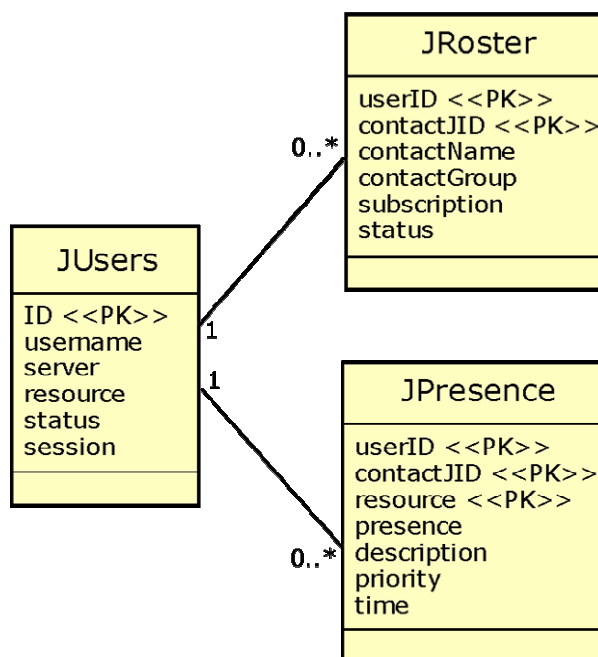 JRoster
userID <<PK>>
contactJID <<PK>>
contactName
contactGroup
subscription
status
0..*
JUsers
ID <<PK>>
username
server
resource
status
session
1
1
0..*
JPresence
userID <<PK>>
contactJID <<PK>>
resource <<PK>>
presence
description
priority
time